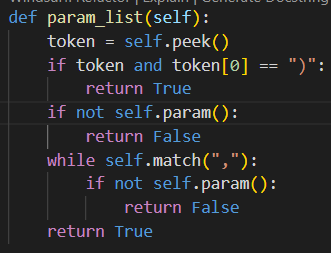 Windsurf: Refactor | Explain | Generate Docstring
def param_list(self):
    token = self.peek()
    if token and token[0] == ")":
        return True
    if not self.param():
        return False
    while self.match(","):
        if not self.param():
            return False
    return True